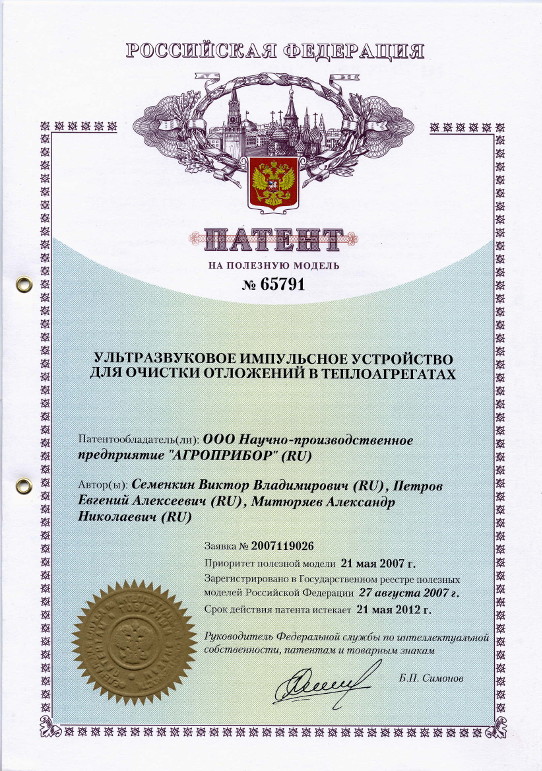 РОССИЙСКАЯ ФЕДЕРАЦИЯ
ПАТЕНТ
НА ПОЛЕЗНУЮ МОДЕЛЬ
№ 65791
УЛЬТРАЗВУКОВОЕ ИМПУЛЬСНОЕ УСТРОЙСТВО
ДЛЯ ОЧИСТКИ ОТЛОЖЕНИЙ В ТЕПЛОАГРЕГАТАХ
Патентообладатель(ли): ООО Научно-производственное
предприятие "АГРОПРИБОР" (RU)
Автор(ы): Семенкин Виктор Владимирович (RU), Петров
Евгений Алексеевич (RU), Митюряев Александр
Николаевич (RU)
Заявка № 2007119026
Приоритет полезной модели 21 мая 2007 г.
Зарегистрировано в Государственном реестре полезных
моделей Российской Федерации 27 августа 2007 г.
Срок действия патента истекает 21 мая 2012 г.
Руководитель Федеральной службы по интеллектуальной
собственности, патентам и товарным знакам
Б.П. Симонов